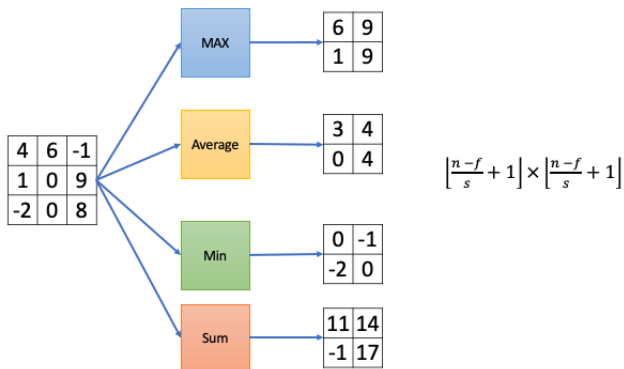 MAX
6 9
1 9
Average
3 4
0 4
4 6 -1
1 0 9
-2 0 8
⌊n-f/s + 1⌋ × ⌊n-f/s + 1⌋
Min
0 -1
-2 0
Sum
11 14
-1 17